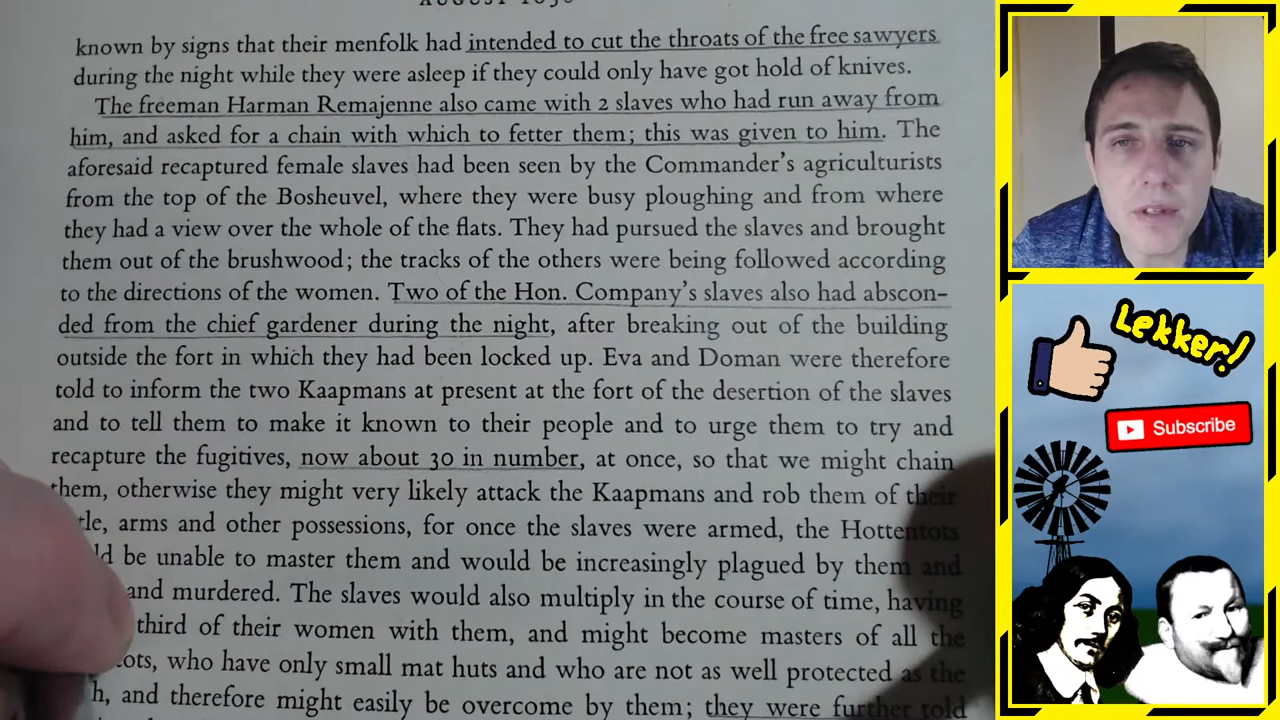 known by signs that their menfolk had intended to cut the throats of the free sawyers
during the night while they were asleep if they could only have got hold of knives.
The freeman Harman Remajenne also came with 2 slaves who had run away from
him, and asked for a chain with which to fetter them; this was given to him. The
aforesaid recaptured female slaves had been seen by the Commander's agriculturists
from the top of the Bosheuvel, where they were busy ploughing and from where
they had a view over the whole of the flats. They had pursued the slaves and brought
them out of the brushwood; the tracks of the others were being followed according
to the directions of the women. Two of the Hon. Company's slaves also had abscon-
ded from the chief gardener during the night, after breaking out of the building
outside the fort in which they had been locked up. Eva and Doman were therefore
told to inform the two Kaapmans at present at the fort of the desertion of the slaves
and to tell them to make it known to their people and to urge them to try and
recapture the fugitives, now about 30 in number, at once, so that we might chain
them, otherwise they might very likely attack the Kaapmans and rob them of their
tle, arms and other possessions, for once the slaves were armed, the Hottentots
ld be unable to master them and would be increasingly plagued by them and
and murdered. The slaves would also multiply in the course of time, having
third of their women with them, and might become masters of all the
ots, who have only small mat huts and who are not as well protected as the
h, and therefore might easily be overcome by them; they were further told
Lekker!
Subscribe